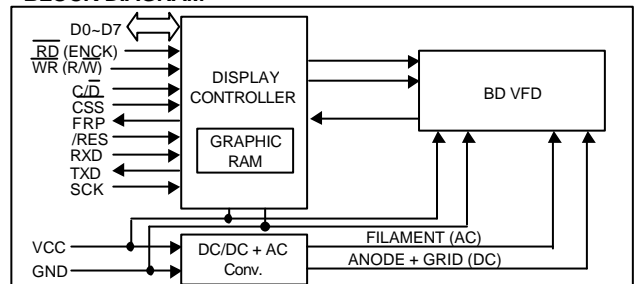 BLOCK DIAGRAM
D0~D7
RD (ENCK)
WR (R/W)
C/D
CSS
FRP
/RES
RXD
TXD
SCK
DISPLAY
CONTROLLER
GRAPHIC
RAM
BD VFD
VCC
GND
DC/DC + AC
Conv.
FILAMENT (AC)
ANODE + GRID (DC)